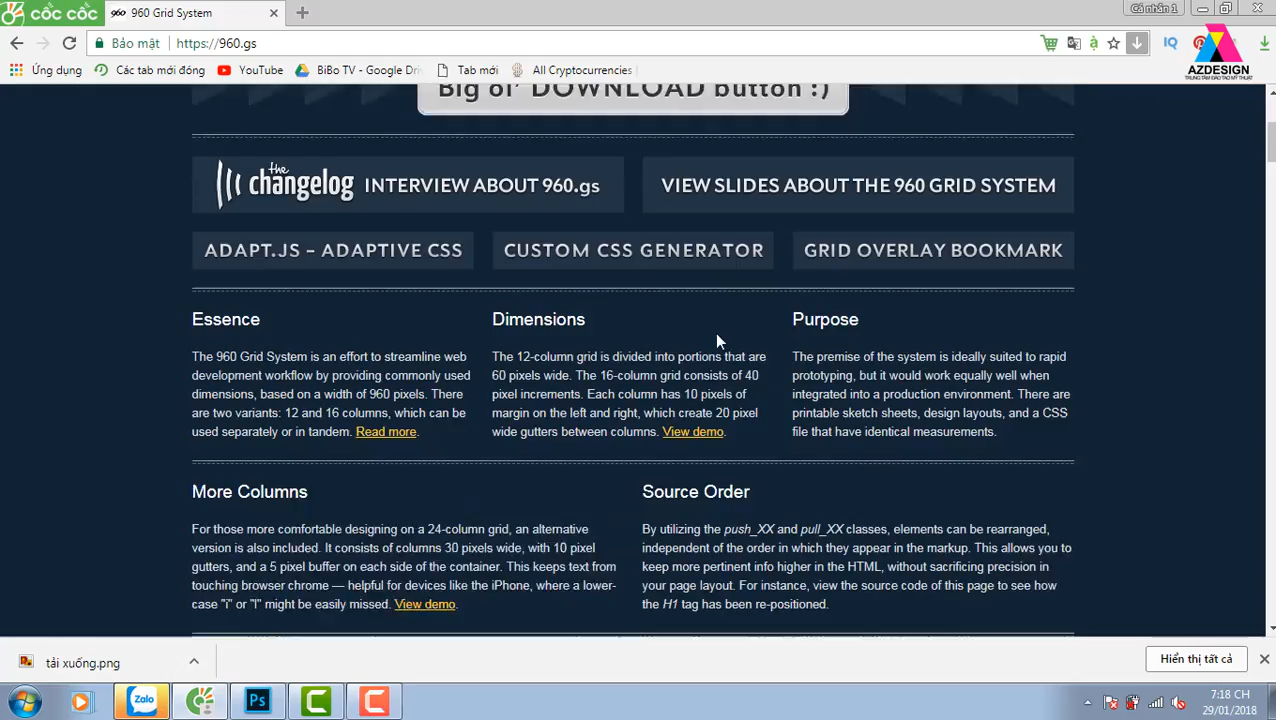 cốc cốc
960 960 Grid System
Cá nhân 1
Bảo mật
https://960.gs
Ứng dụng
Các tab mới đóng
YouTube
BiBo TV - Google Dri
Tab mới
All Cryptocurrencies
AZDESIGN
TRUNG TÂM ĐÀO TẠO MỸ THUẬT
Big ol' DOWNLOAD button :)
the changelog INTERVIEW ABOUT 960.gs
VIEW SLIDES ABOUT THE 960 GRID SYSTEM
ADAPT.JS – ADAPTIVE CSS
CUSTOM CSS GENERATOR
GRID OVERLAY BOOKMARK
Essence
The 960 Grid System is an effort to streamline web
development workflow by providing commonly used
dimensions, based on a width of 960 pixels. There
are two variants: 12 and 16 columns, which can be
used separately or in tandem. Read more.
Dimensions
The 12-column grid is divided into portions that are
60 pixels wide. The 16-column grid consists of 40
pixel increments. Each column has 10 pixels of
margin on the left and right, which create 20 pixel
wide gutters between columns. View demo.
Purpose
The premise of the system is ideally suited to rapid
prototyping, but it would work equally well when
integrated into a production environment. There are
printable sketch sheets, design layouts, and a CSS
file that have identical measurements.
More Columns
For those more comfortable designing on a 24-column grid, an alternative
version is also included. It consists of columns 30 pixels wide, with 10 pixel
gutters, and a 5 pixel buffer on each side of the container. This keeps text from
touching browser chrome — helpful for devices like the iPhone, where a lower-
case "i" or "l" might be easily missed. View demo.
Source Order
By utilizing the push_XX and pull_XX classes, elements can be rearranged,
independent of the order in which they appear in the markup. This allows you to
keep more pertinent info higher in the HTML, without sacrificing precision in
your page layout. For instance, view the source code of this page to see how
the H1 tag has been re-positioned.
tải xuống.png
Hiển thị tất cả
Zalo
Ps
7:18 CH
29/01/2018